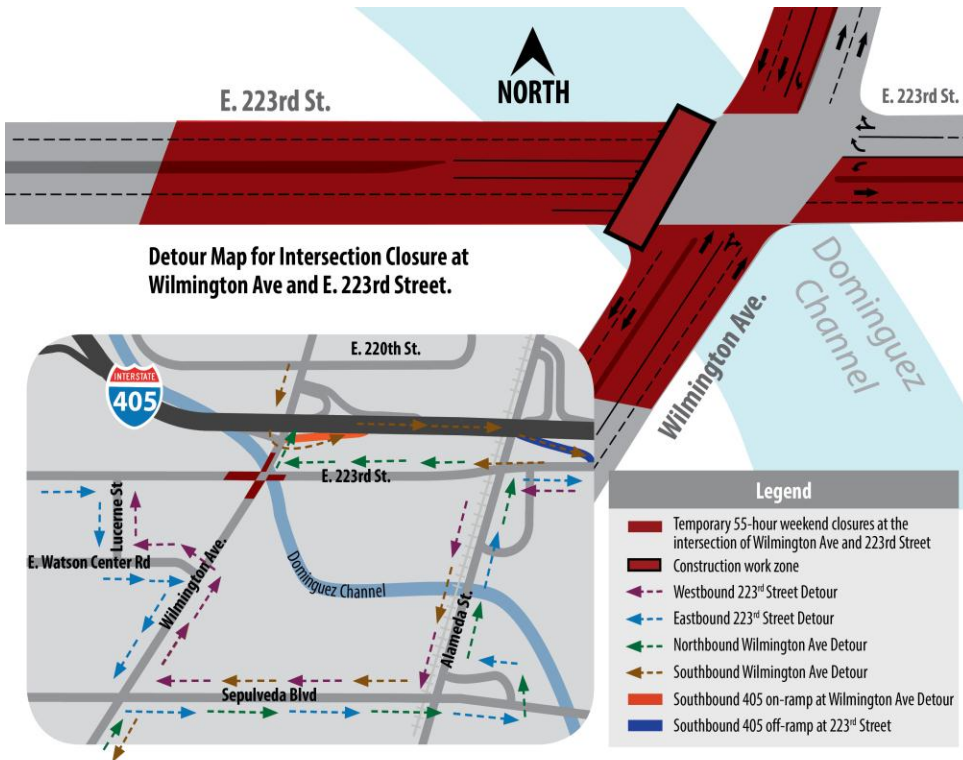 E. 223rd St.
NORTH
E. 223rd St.
Detour Map for Intersection Closure at
Wilmington Ave and E. 223rd Street.
Wilmington Ave.
Dominguez
Channel
INTERSTATE
405
E. 220th St.
E. 223rd St.
Lucerne St
E. Watson Center Rd
Wilmington Ave.
Dominguez Channel
Alameda St.
Sepulveda Blvd
Legend
Temporary 55-hour weekend closures at the
intersection of Wilmington Ave and 223rd Street
Construction work zone
Westbound 223rd Street Detour
Eastbound 223rd Street Detour
Northbound Wilmington Ave Detour
Southbound Wilmington Ave Detour
Southbound 405 on-ramp at Wilmington Ave Detour
Southbound 405 off-ramp at 223rd Street